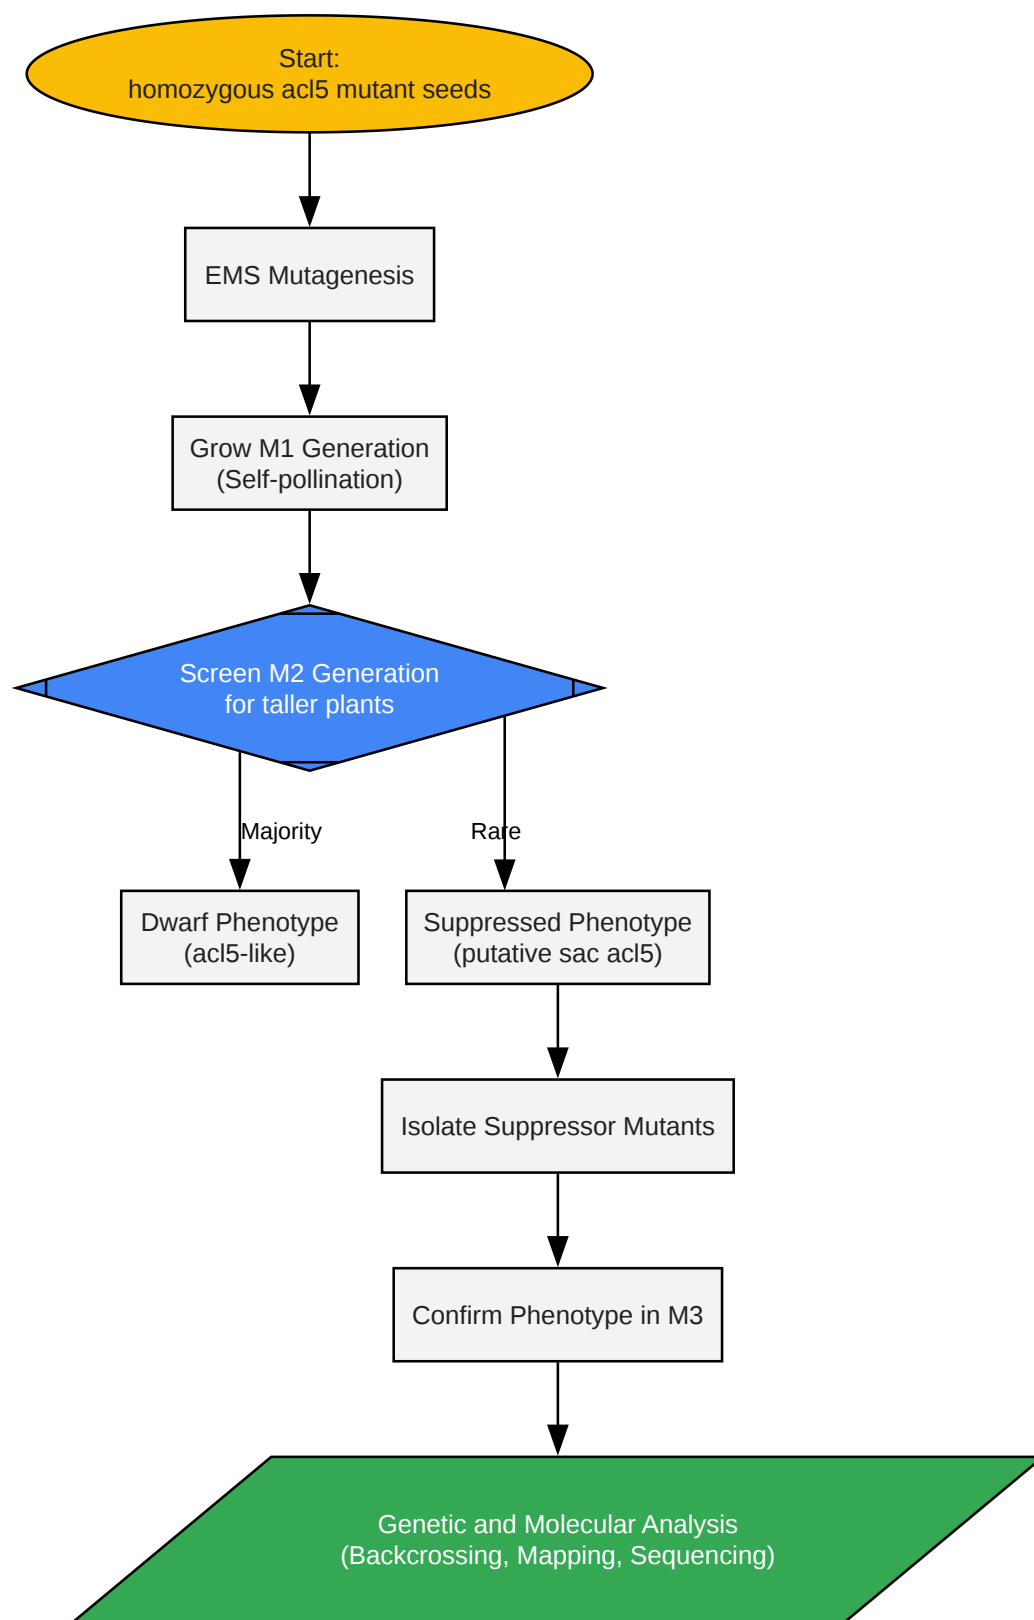 Start:
homozygous acl5 mutant seeds
EMS Mutagenesis
Grow M1 Generation
(Self-pollination)
Screen M2 Generation
for taller plants
Majority
Rare
Dwarf Phenotype
(acl5-like)
Suppressed Phenotype
(putative sac acl5)
Isolate Suppressor Mutants
Confirm Phenotype in M3
Genetic and Molecular Analysis
(Backcrossing, Mapping, Sequencing)